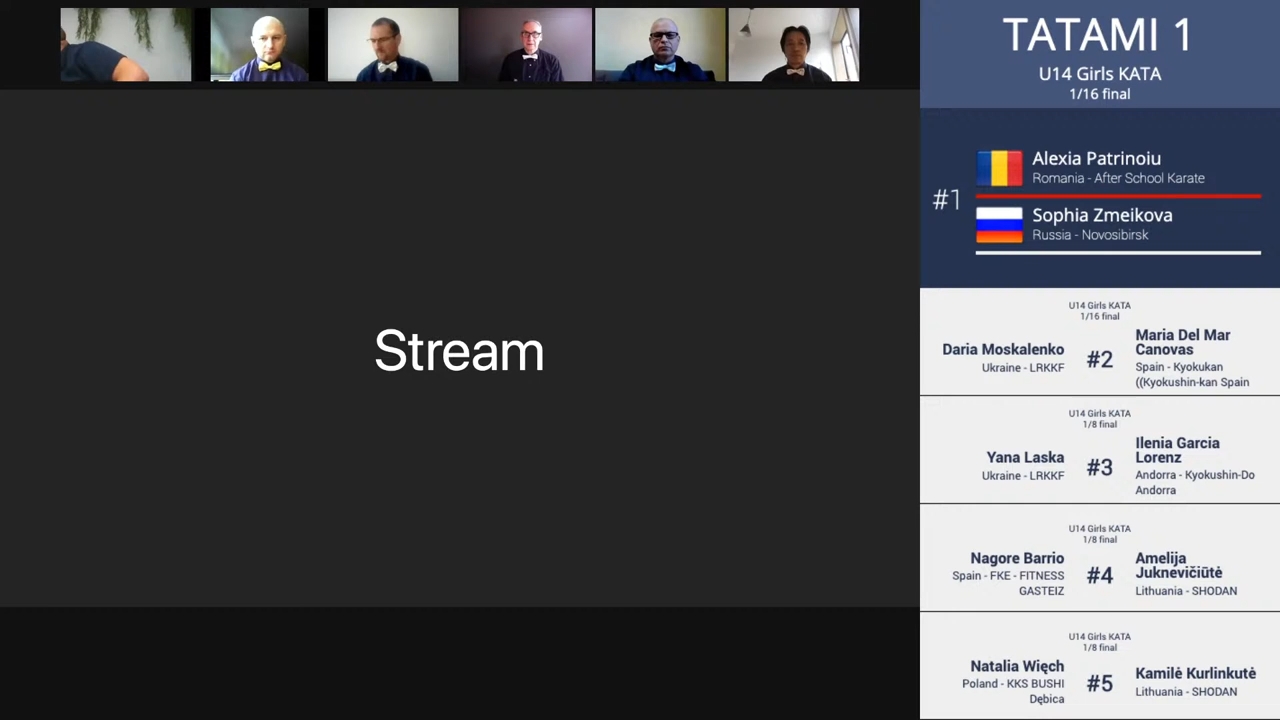 Stream
TATAMI 1
U14 Girls KATA
1/16 final
#1
Alexia Patrinoiu
Romania - After School Karate
Sophia Zmeikova
Russia - Novosibirsk
U14 Girls KATA
1/16 final
Daria Moskalenko
Ukraine - LRKKF
#2
Maria Del Mar
Canovas
Spain - Kyokukan
((Kyokushin-kan Spain
U14 Girls KATA
1/8 final
Yana Laska
Ukraine - LRKKF
#3
Ilenia Garcia
Lorenz
Andorra - Kyokushin-Do
Andorra
U14 Girls KATA
1/8 final
Nagore Barrio
Spain - FKE - FITNESS
GASTEIZ
#4
Amelija
Juknevičiūtė
Lithuania - SHODAN
U14 Girls KATA
1/8 final
Natalia Więch
Poland - KKS BUSHI
Dębica
#5
Kamilė Kurlinkutė
Lithuania - SHODAN